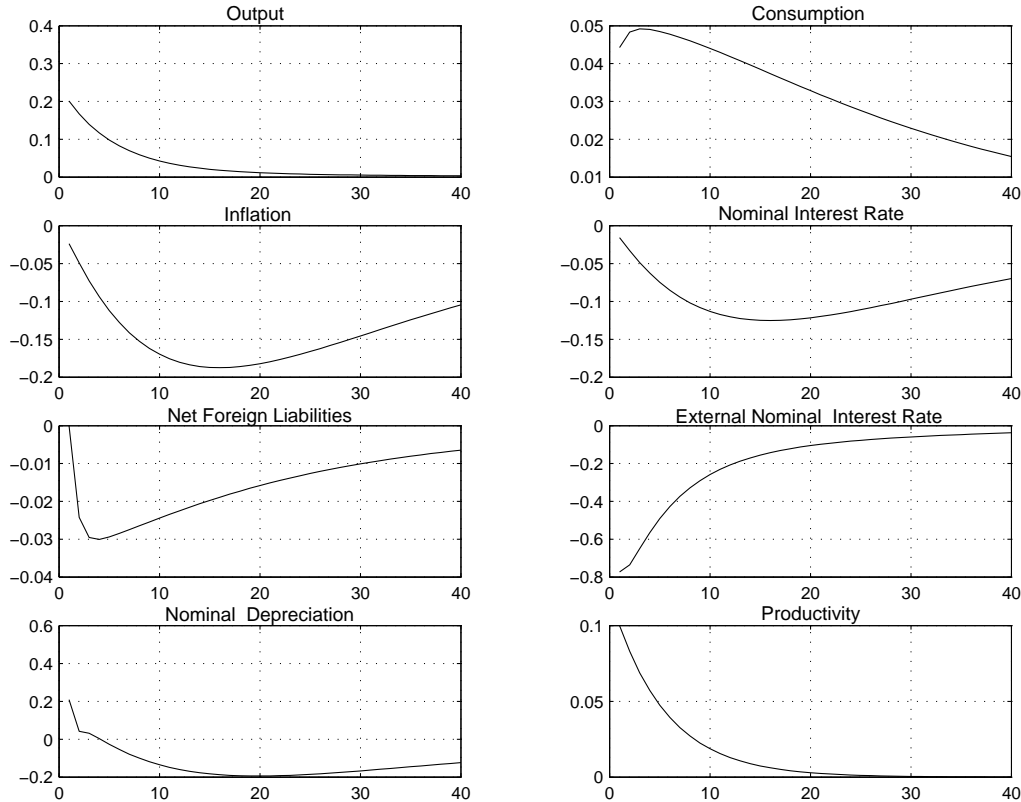 Output
0.4
0.3
0.2
0.1
0
0 10 20 30 40
Consumption
0.05
0.04
0.03
0.02
0.01
0 10 20 30 40
Inflation
0
−0.05
−0.1
−0.15
−0.2
0 10 20 30 40
Nominal Interest Rate
0
−0.05
−0.1
−0.15
−0.2
0 10 20 30 40
Net Foreign Liabilities
0
−0.01
−0.02
−0.03
−0.04
0 10 20 30 40
External Nominal Interest Rate
0
−0.2
−0.4
−0.6
−0.8
0 10 20 30 40
Nominal Depreciation
0.6
0.4
0.2
0
−0.2
0 10 20 30 40
Productivity
0.1
0.05
0
0 10 20 30 40